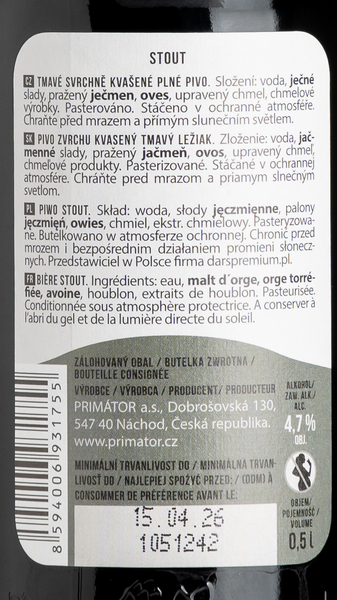 STOUT
CZ TMAVÉ SVRCHNĚ KVAŠENÉ PLNÉ PIVO. Složení: voda, ječné
slady, pražený ječmen, oves, upravený chmel, chmelové
výrobky. Pasterováno. Stáčeno v ochranné atmosféře.
Chraňte před mrazem a přímým slunečním světlem.
SK PIVO ZVRCHU KVASENÝ TMAVÝ LEŽIAK. Zloženie: voda, jač-
menné slady, pražený jačmeň, ovos, upravený chmeľ,
chmeľové produkty. Pasterizované. Stáčané v ochrannej
atmosfére. Chráňte pred mrazom a priamym slnečným
svetlom.
PL PIWO STOUT. Skład: woda, słody jęczmienne, palony
jęczmień, owies, chmiel, ekstr. chmielowy. Pasteryzowa-
ne. Butelkowano w atmosferze ochronnej. Chronić przed
mrozem i bezpośrednim działaniem promieni słonecz-
nych. Przedstawiciel w Polsce firma darspremium.pl.
FR BIÈRE STOUT. Ingrédients: eau, malt d´orge, orge torré-
fiée, avoine, houblon, extraits de houblon. Pasteurisée.
Conditionnée sous atmosphère protectrice. A conserver à
l'abri du gel et de la lumière directe du soleil.
ZÁLOHOVANÝ OBAL / BUTELKA ZWROTNA /
BOUTEILLE CONSIGNÉE
VÝROBCE / VÝROBCA / PRODUCENT/ PRODUCTEUR
PRIMÁTOR a.s., Dobrošovská 130,
547 40 Náchod, Česká republika.
www.primator.cz
MINIMÁLNÍ TRVANLIVOST DO / MINIMÁLNA TRVAN-
LIVOSŤ DO / NAJLEPIEJ SPOŻYĆ PRZED: / (DDM) À
CONSOMMER DE PRÉFÉRENCE AVANT LE:
15.04.26
1051242
ALKOHOL/
ZAW. ALK./
ALC.
4,7 %
OBJ.
OBJEM/
POJEMNOŚĆ/
VOLUME
0,5 l
8 594006 931755